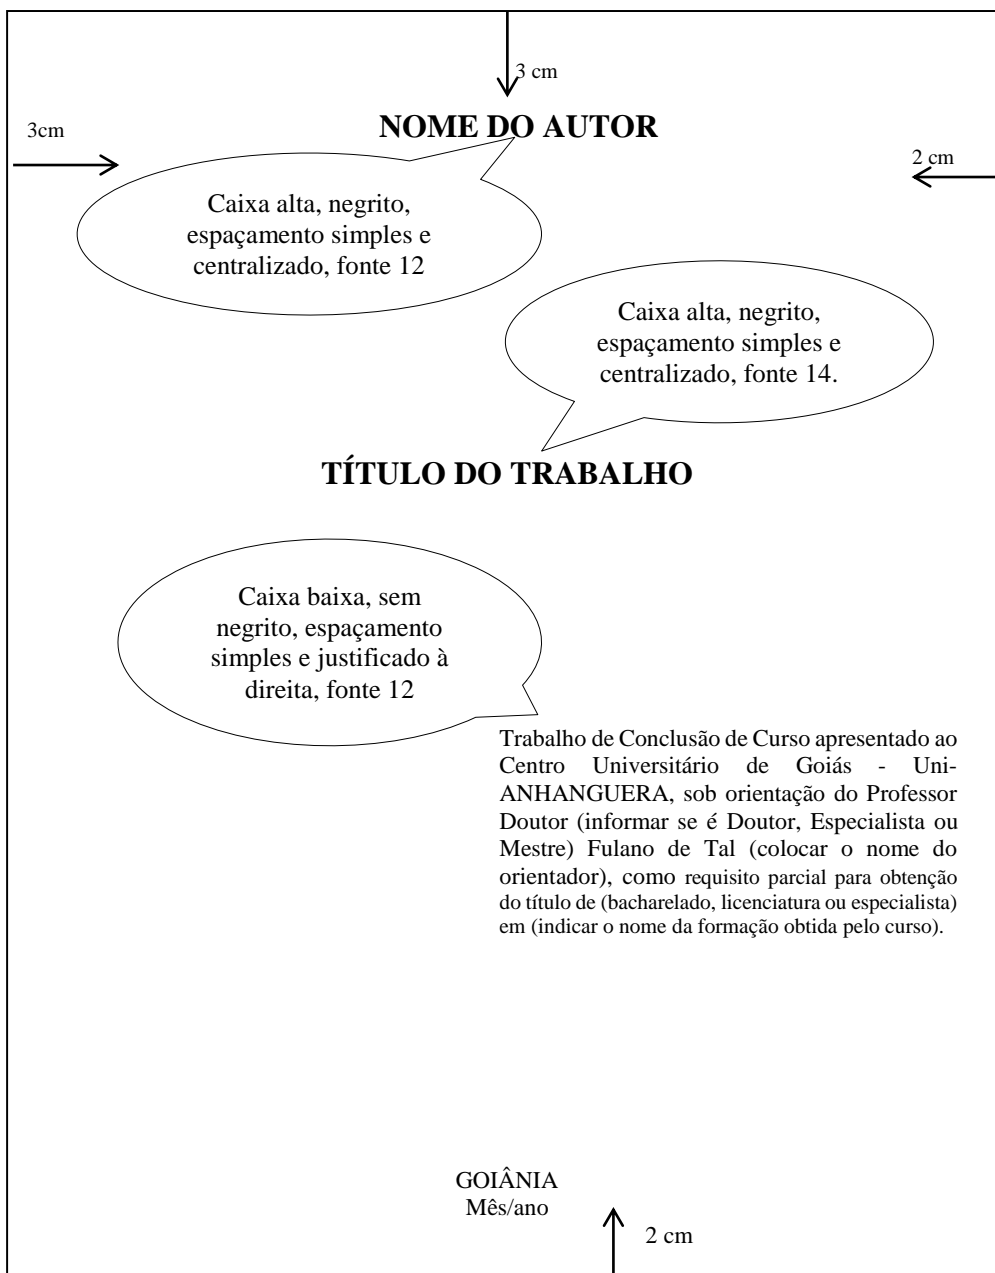 3 cm
NOME DO AUTOR
3cm
2 cm
Caixa alta, negrito,
espaçamento simples e
centralizado, fonte 12
Caixa alta, negrito,
espaçamento simples e
centralizado, fonte 14.
TÍTULO DO TRABALHO
Caixa baixa, sem
negrito, espaçamento
simples e justificado à
direita, fonte 12
Trabalho de Conclusão de Curso apresentado ao
Centro Universitário de Goiás - Uni-
ANHANGUERA, sob orientação do Professor
Doutor (informar se é Doutor, Especialista ou
Mestre) Fulano de Tal (colocar o nome do
orientador), como requisito parcial para obtenção
do título de (bacharelado, licenciatura ou especialista)
em (indicar o nome da formação obtida pelo curso).
GOIÂNIA
Mês/ano
2 cm